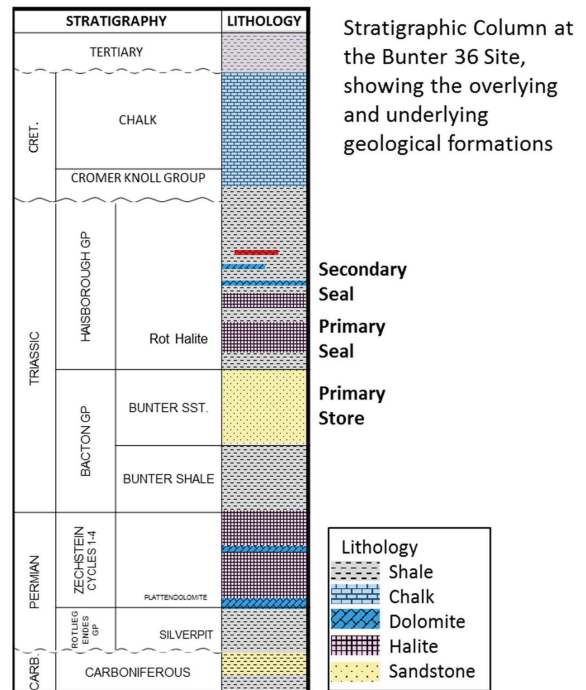 STRATIGRAPHY
LITHOLOGY
TERTIARY
CRET.
CHALK
CROMER KNOLL GROUP
TRIASSIC
HAISBOROUGH GP
Rot Halite
BACTON GP
BUNTER SST.
BUNTER SHALE
PERMIAN
ZECHSTEIN
CYCLES 1-4
PLATTENDOLOMITE
ROTLIEG
ENDES
GP
SILVERPIT
CARB.
CARBONIFEROUS
Stratigraphic Column at
the Bunter 36 Site,
showing the overlying
and underlying
geological formations
Secondary
Seal
Primary
Seal
Primary
Store
Lithology
Shale
Chalk
Dolomite
Halite
Sandstone